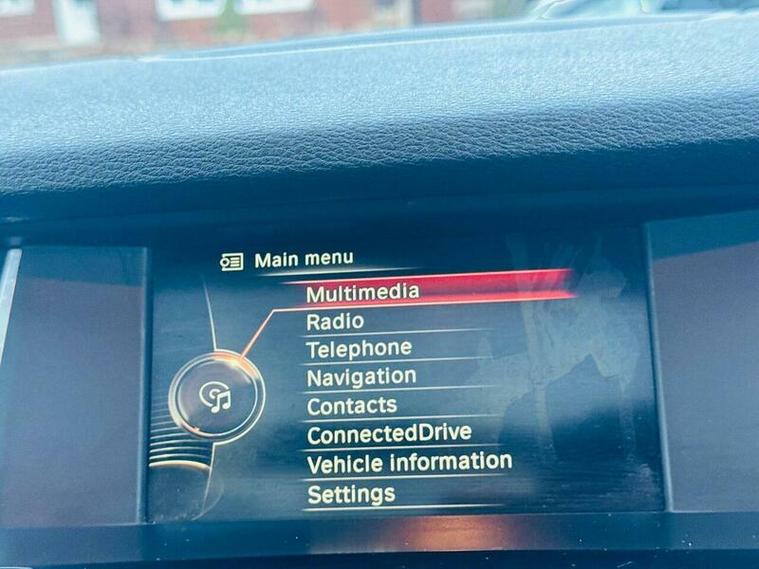 Main menu
Multimedia
Radio
Telephone
Navigation
Contacts
ConnectedDrive
Vehicle information
Settings